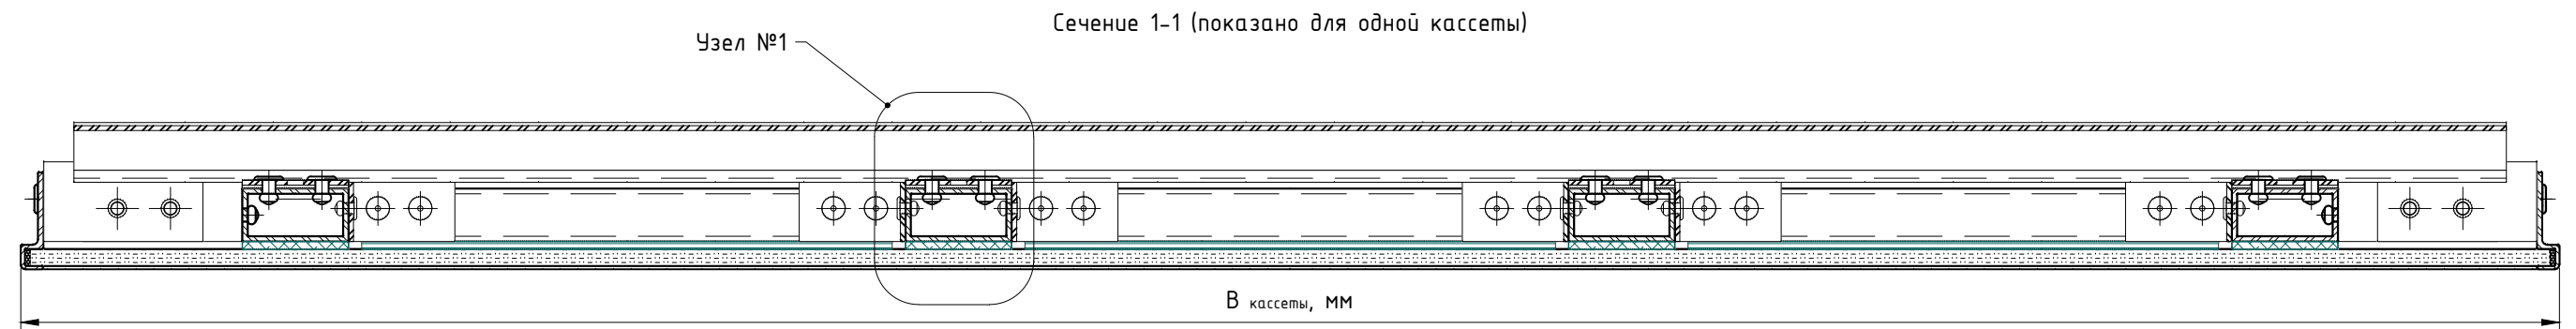 Сечение 1-1 (показано для одной кассеты)
Узел №1
В кассеты, мм